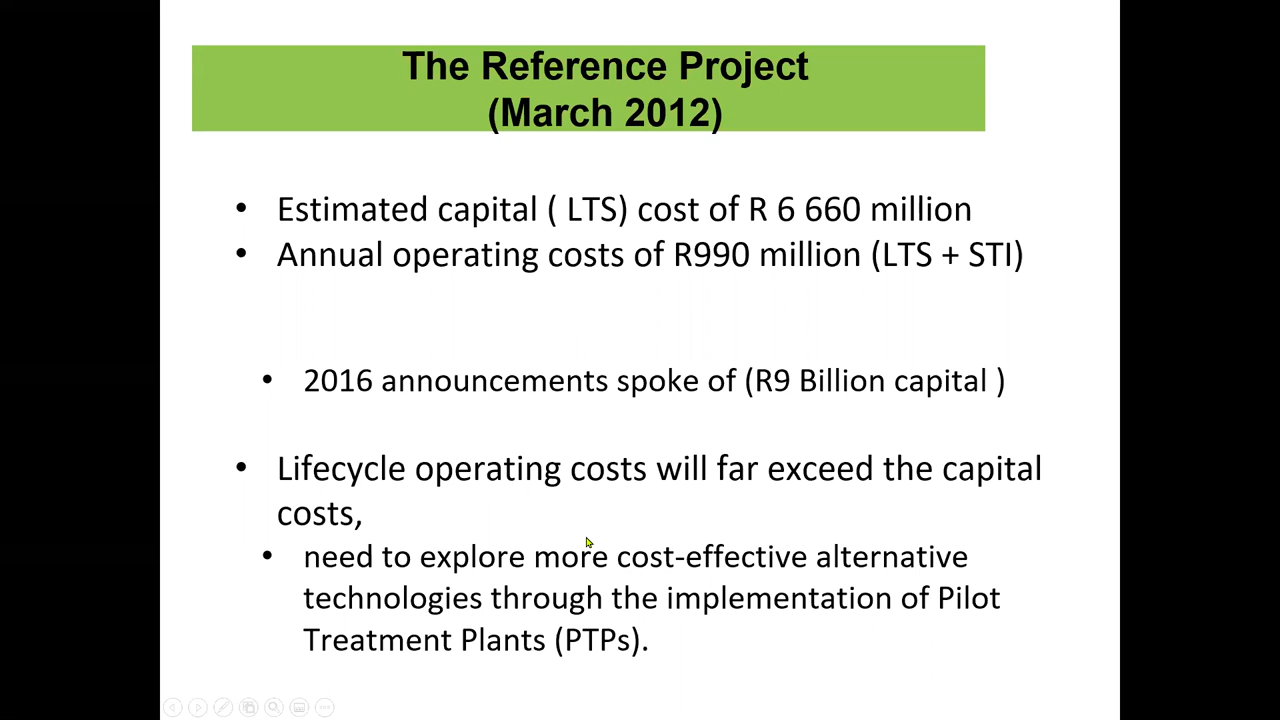 The Reference Project
(March 2012)
• Estimated capital ( LTS) cost of R 6 660 million
• Annual operating costs of R990 million (LTS + STI)
• 2016 announcements spoke of (R9 Billion capital )
• Lifecycle operating costs will far exceed the capital
costs,
• need to explore more cost-effective alternative
technologies through the implementation of Pilot
Treatment Plants (PTPs).